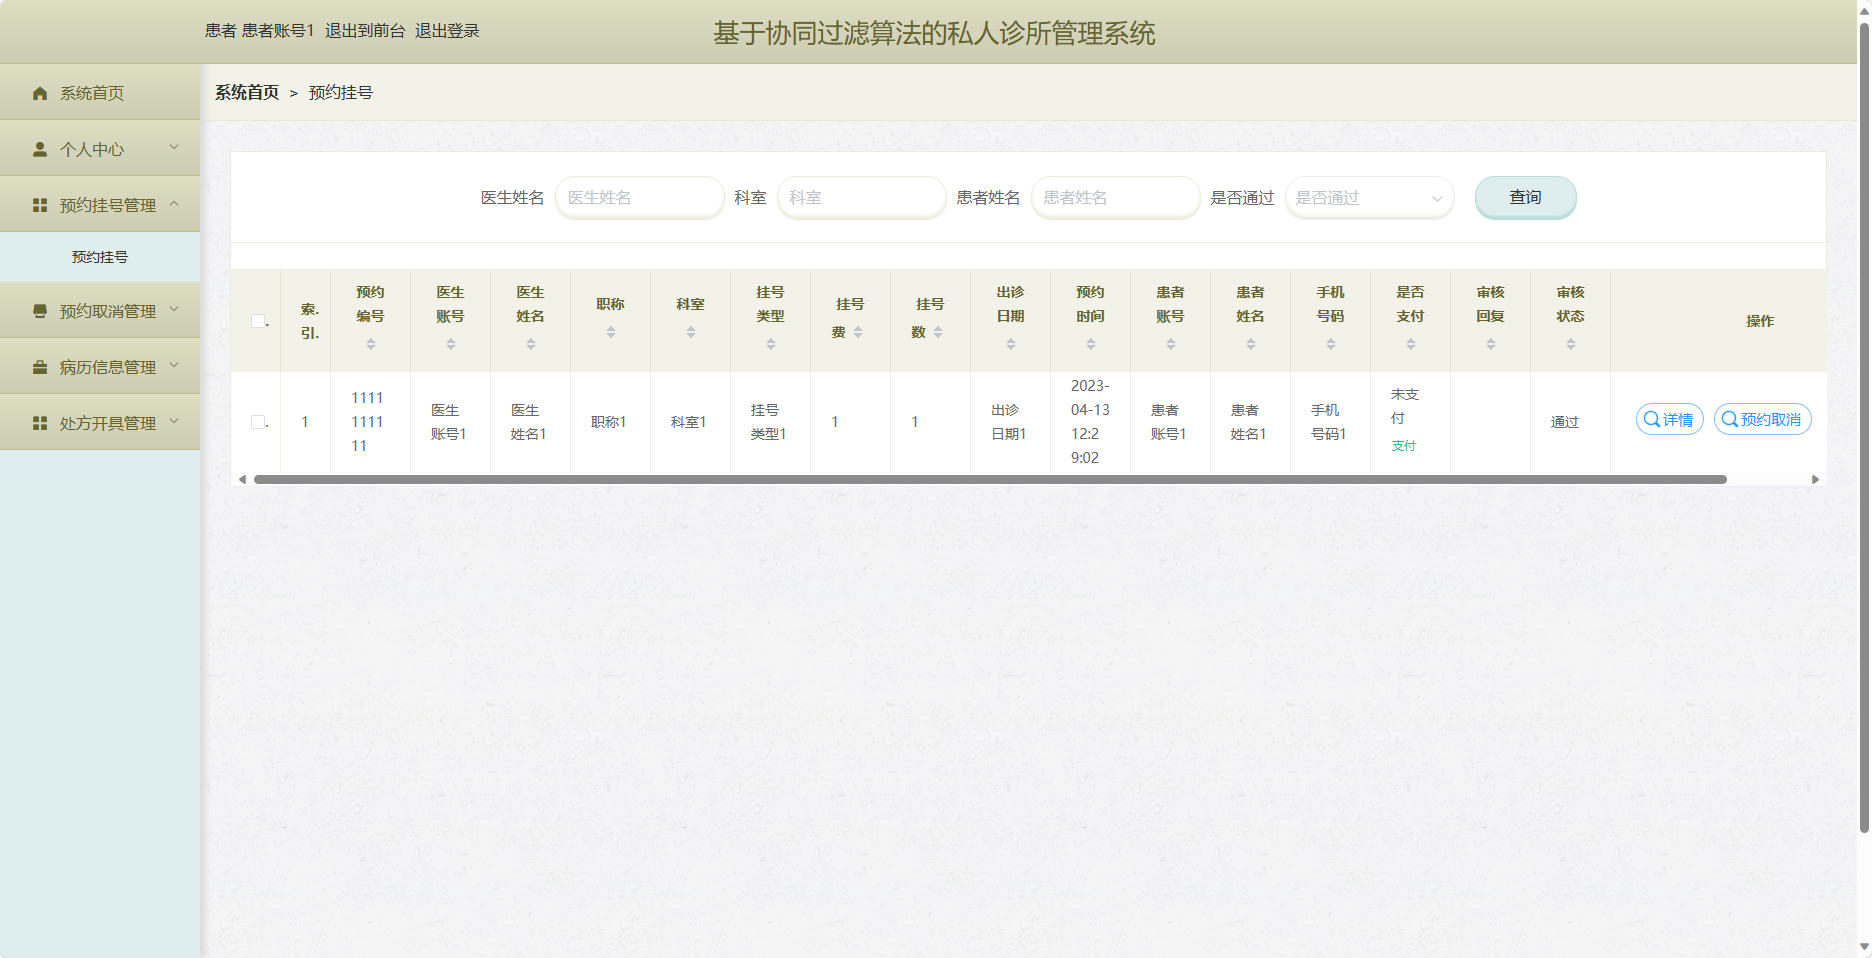 患者 患者账号1 退出到前台 退出登录
基于协同过滤算法的私人诊所管理系统
系统首页
个人中心
预约挂号管理
预约挂号
预约取消管理
病历信息管理
处方开具管理
系统首页 > 预约挂号
医生姓名 医生姓名 科室 科室 患者姓名 患者姓名 是否通过 是否通过 查询
索.
引.
预约
编号
医生
账号
医生
姓名
职称
科室
挂号
类型
挂号
费
挂号
数
出诊
日期
预约
时间
患者
账号
患者
姓名
手机
号码
是否
支付
审核
回复
审核
状态
操作
1
1111
1111
11
医生
账号1
医生
姓名1
职称1
科室1
挂号
类型1
1
1
出诊
日期1
2023-
04-13
12:2
9:02
患者
账号1
患者
姓名1
手机
号码1
未支
付
支付
通过
详情
预约取消